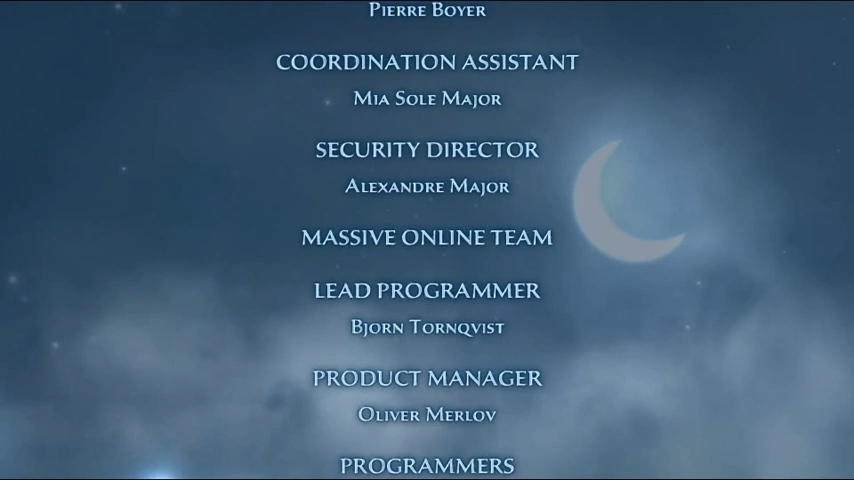 Pierre Boyer
COORDINATION ASSISTANT
Mia Sole Major
SECURITY DIRECTOR
Alexandre Major
MASSIVE ONLINE TEAM
LEAD PROGRAMMER
Bjorn Tornqvist
PRODUCT MANAGER
Oliver Merlov
PROGRAMMERS